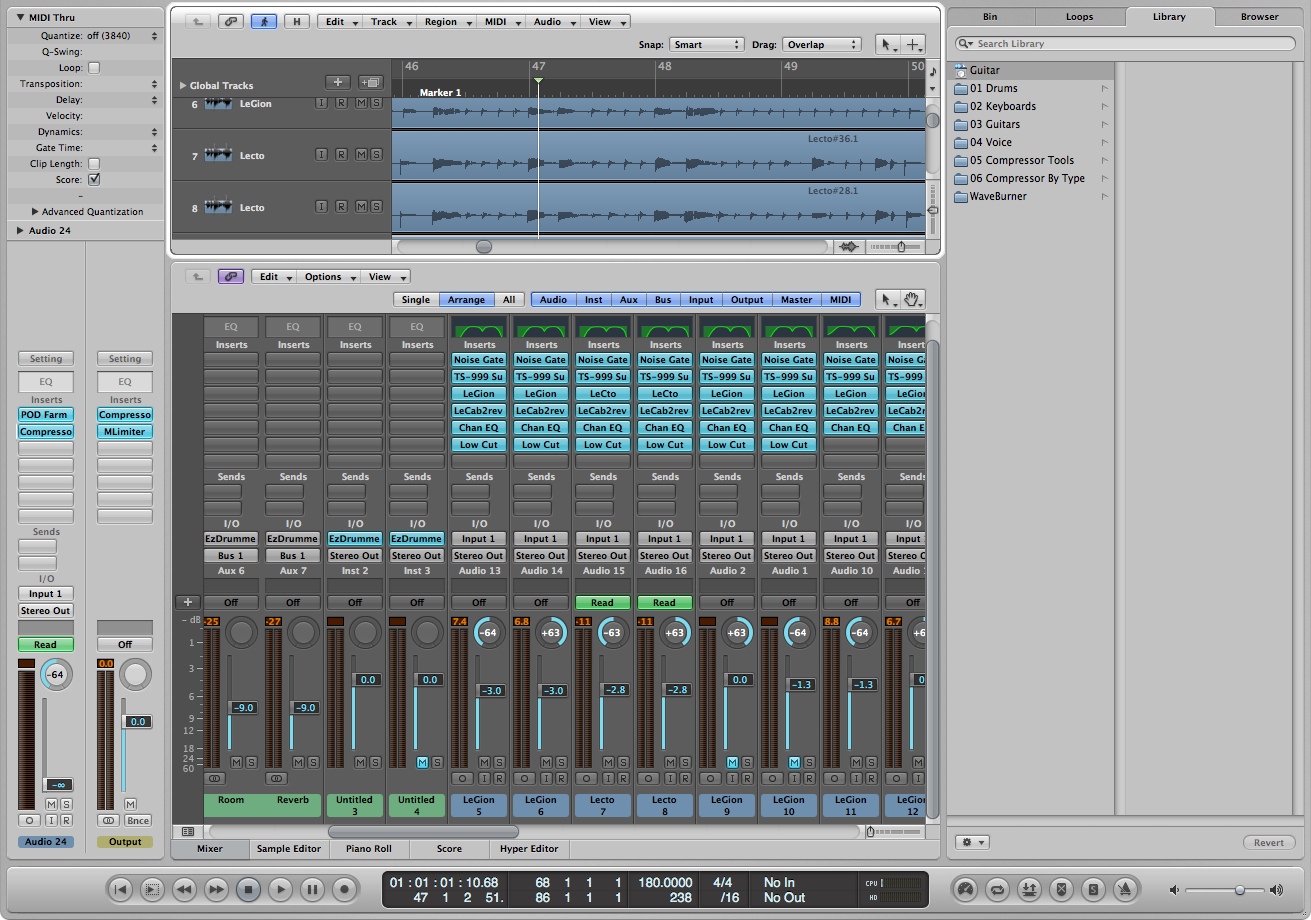 MIDI Thru
Quantize: off (3840)
Q-Swing:
Loop:
Transposition:
Delay:
Velocity:
Dynamics:
Gate Time:
Clip Length:
Score:
–
Advanced Quantization
Audio 24
Setting Setting
EQ EQ
Inserts Inserts
POD Farm Compresso
Compresso MLimiter
Sends
I/O
Input 1
Stereo Out
Read Off
0.0
-64
0.0
-∞
M S M
O I R Bnce
Audio 24 Output
H Edit Track Region MIDI Audio View
Snap: Smart Drag: Overlap
46 47 48 49 50
Global Tracks
Marker 1
6 LeGion I R M S
7 Lecto I R M S Lecto#36.1
8 Lecto I R M S Lecto#28.1
Edit Options View
Single Arrange All Audio Inst Aux Bus Input Output Master MIDI
EQ EQ EQ EQ
Inserts Inserts Inserts Inserts Inserts Inserts Inserts Inserts Inserts Inserts Inserts Insert
Noise Gate Noise Gate Noise Gate Noise Gate Noise Gate Noise Gate Noise Gate Noise
TS-999 Su TS-999 Su TS-999 Su TS-999 Su TS-999 Su TS-999 Su TS-999 Su TS-999
LeGion LeGion LeCto LeCto LeGion LeGion LeGion LeGio
LeCab2rev LeCab2rev LeCab2rev LeCab2rev LeCab2rev LeCab2rev LeCab2rev LeCab2r
Chan EQ Chan EQ Chan EQ Chan EQ Chan EQ Chan EQ Chan EQ Chan E
Low Cut Low Cut Low Cut Low Cut Low Cut Low Cut
Sends Sends Sends Sends Sends Sends Sends Sends Sends Sends Sends Sends
I/O I/O I/O I/O I/O I/O I/O I/O I/O I/O I/O I/O
EzDrumme EzDrumme EzDrumme EzDrumme Input 1 Input 1 Input 1 Input 1 Input 1 Input 1 Input 1 Input
Bus 1 Bus 1 Stereo Out Stereo Out Stereo Out Stereo Out Stereo Out Stereo Out Stereo Out Stereo Out Stereo Out Stereo
Aux 6 Aux 7 Inst 2 Inst 3 Audio 13 Audio 14 Audio 15 Audio 16 Audio 2 Audio 1 Audio 10 Audio
Off Off Off Off Off Off Read Read Off Off Off Off
dB -25 -27 7.4 6.8 -11 -11 8.8 6.7
-64 +63 -63 +63 +63 -64 -64 +6
1
3
6
9
12
18
24
60
-9.0 -9.0 0.0 0.0 -3.0 -3.0 -2.8 -2.8 0.0 -1.3 -1.3 0
M S M S M S M S M S M S M S M S M S M S M S M
O I R O I R O I R O I R O I R O I R O I R O
Room Reverb Untitled 3 Untitled 4 LeGion 5 LeGion 6 Lecto 7 Lecto 8 LeGion 9 LeGion 10 LeGion 11 LeGion 12
Mixer Sample Editor Piano Roll Score Hyper Editor
Bin Loops Library Browser
Search Library
Guitar
01 Drums
02 Keyboards
03 Guitars
04 Voice
05 Compressor Tools
06 Compressor By Type
WaveBurner
Revert
01 : 01 : 01 : 10.68 68 1 1 1 180.0000 4/4 No In CPU
47 1 2 51. 86 1 1 1 238 /16 No Out HD
S